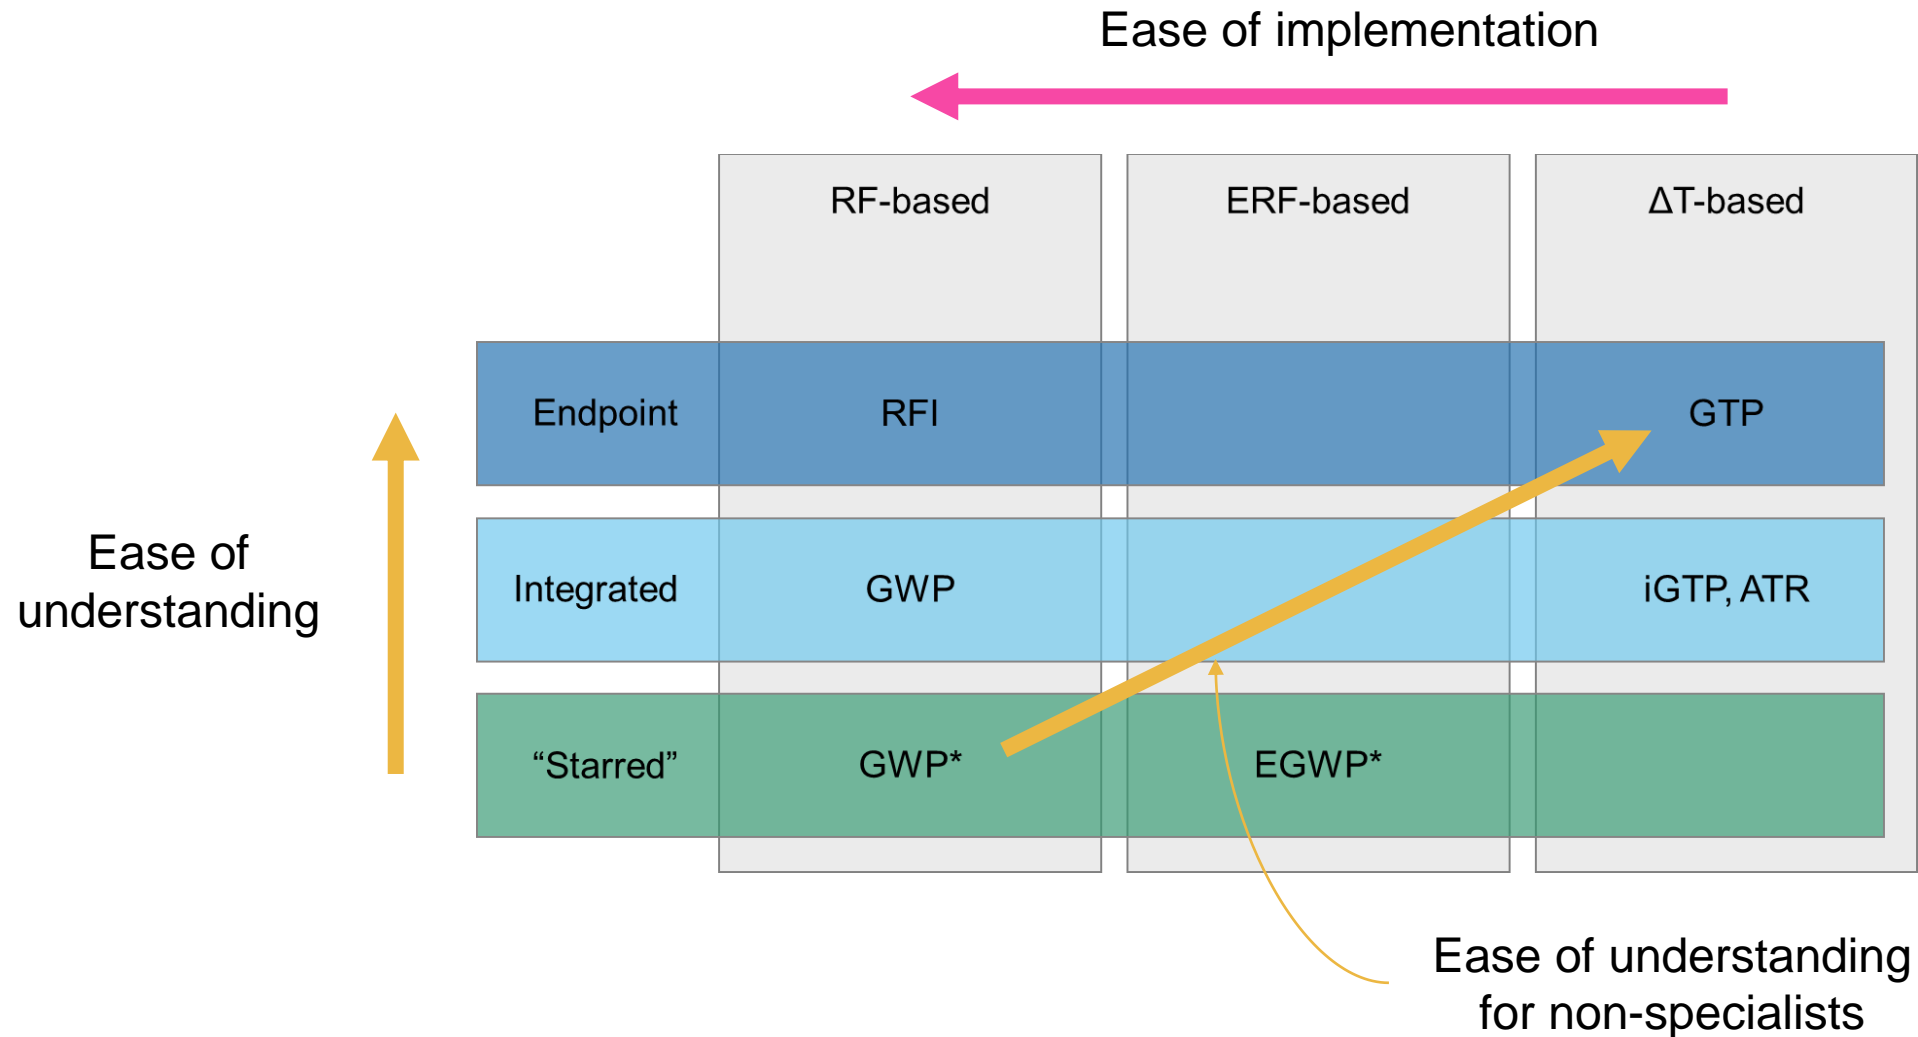 Ease of implementation
RF-based
ERF-based
ΔT-based
Endpoint
RFI
GTP
Ease of
understanding
Integrated
GWP
iGTP, ATR
“Starred”
GWP*
EGWP*
Ease of understanding
for non-specialists